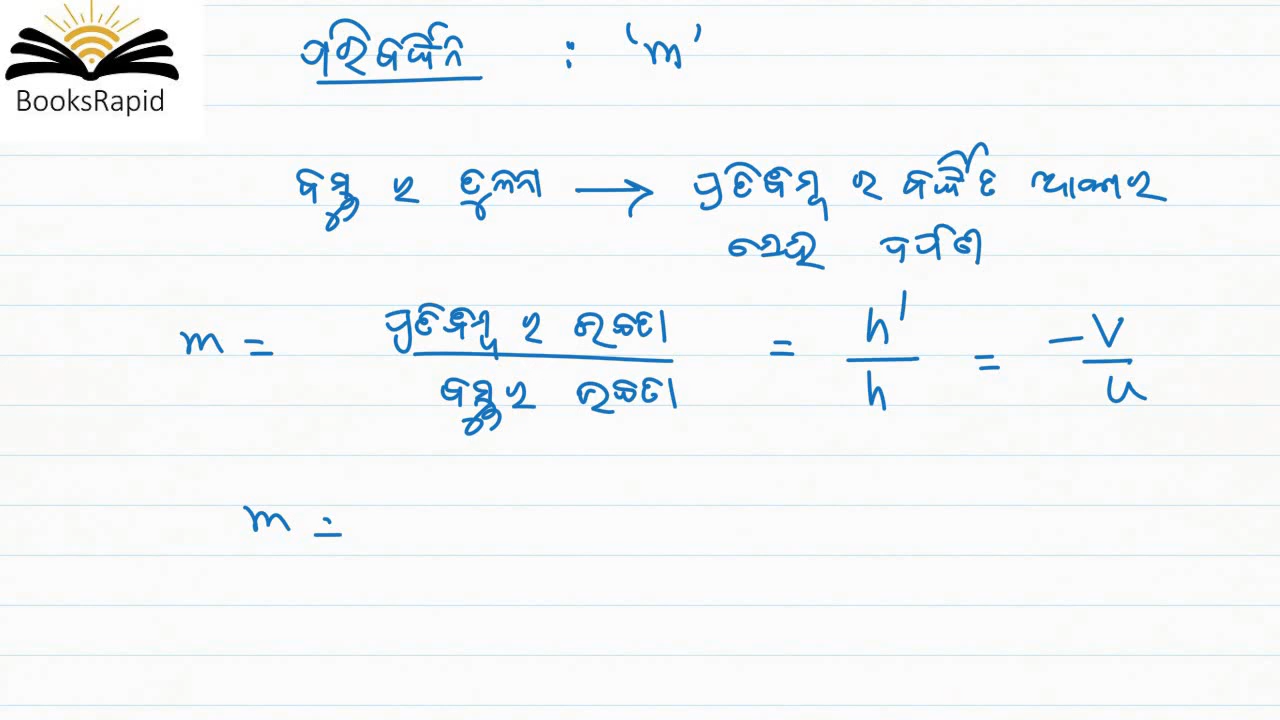 BooksRapid
ପରିବର୍ଦ୍ଧନ : 'm'
ବସ୍ତୁ ର ତୁଳନା → ପ୍ରତିବିମ୍ବ ର ବର୍ଦ୍ଧିତ ଆକାର
ଦର୍ପଣ
m = ପ୍ରତିବିମ୍ବ ର ଉଚ୍ଚତା / ବସ୍ତୁର ଉଚ୍ଚତା = h' / h = -v / u
m =